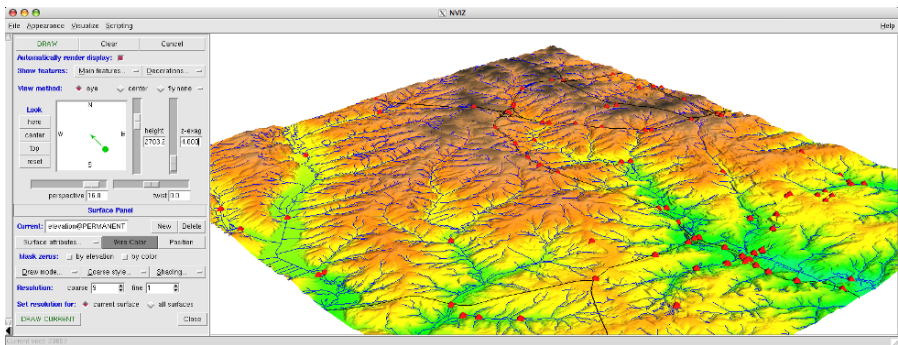 NVIZ
File Appearance Visualize Scripting Help
DRAW Clear Cancel
Automatically render display:
Show features: Main features... Decorations...
View method: eye center fly none
Look
here
center
top
reset
N
W E
S
height
2703.2
z-exag
4.000
perspective 16.0 twist 0.0
Surface Panel
Current: elevation@PERMANENT New Delete
Surface attributes... Wire Color Position
Mask zeros: by elevation by color
Draw mode... Coarse style... Shading...
Resolution: coarse 9 fine 1
Set resolution for: current surface all surfaces
DRAW CURRENT Close